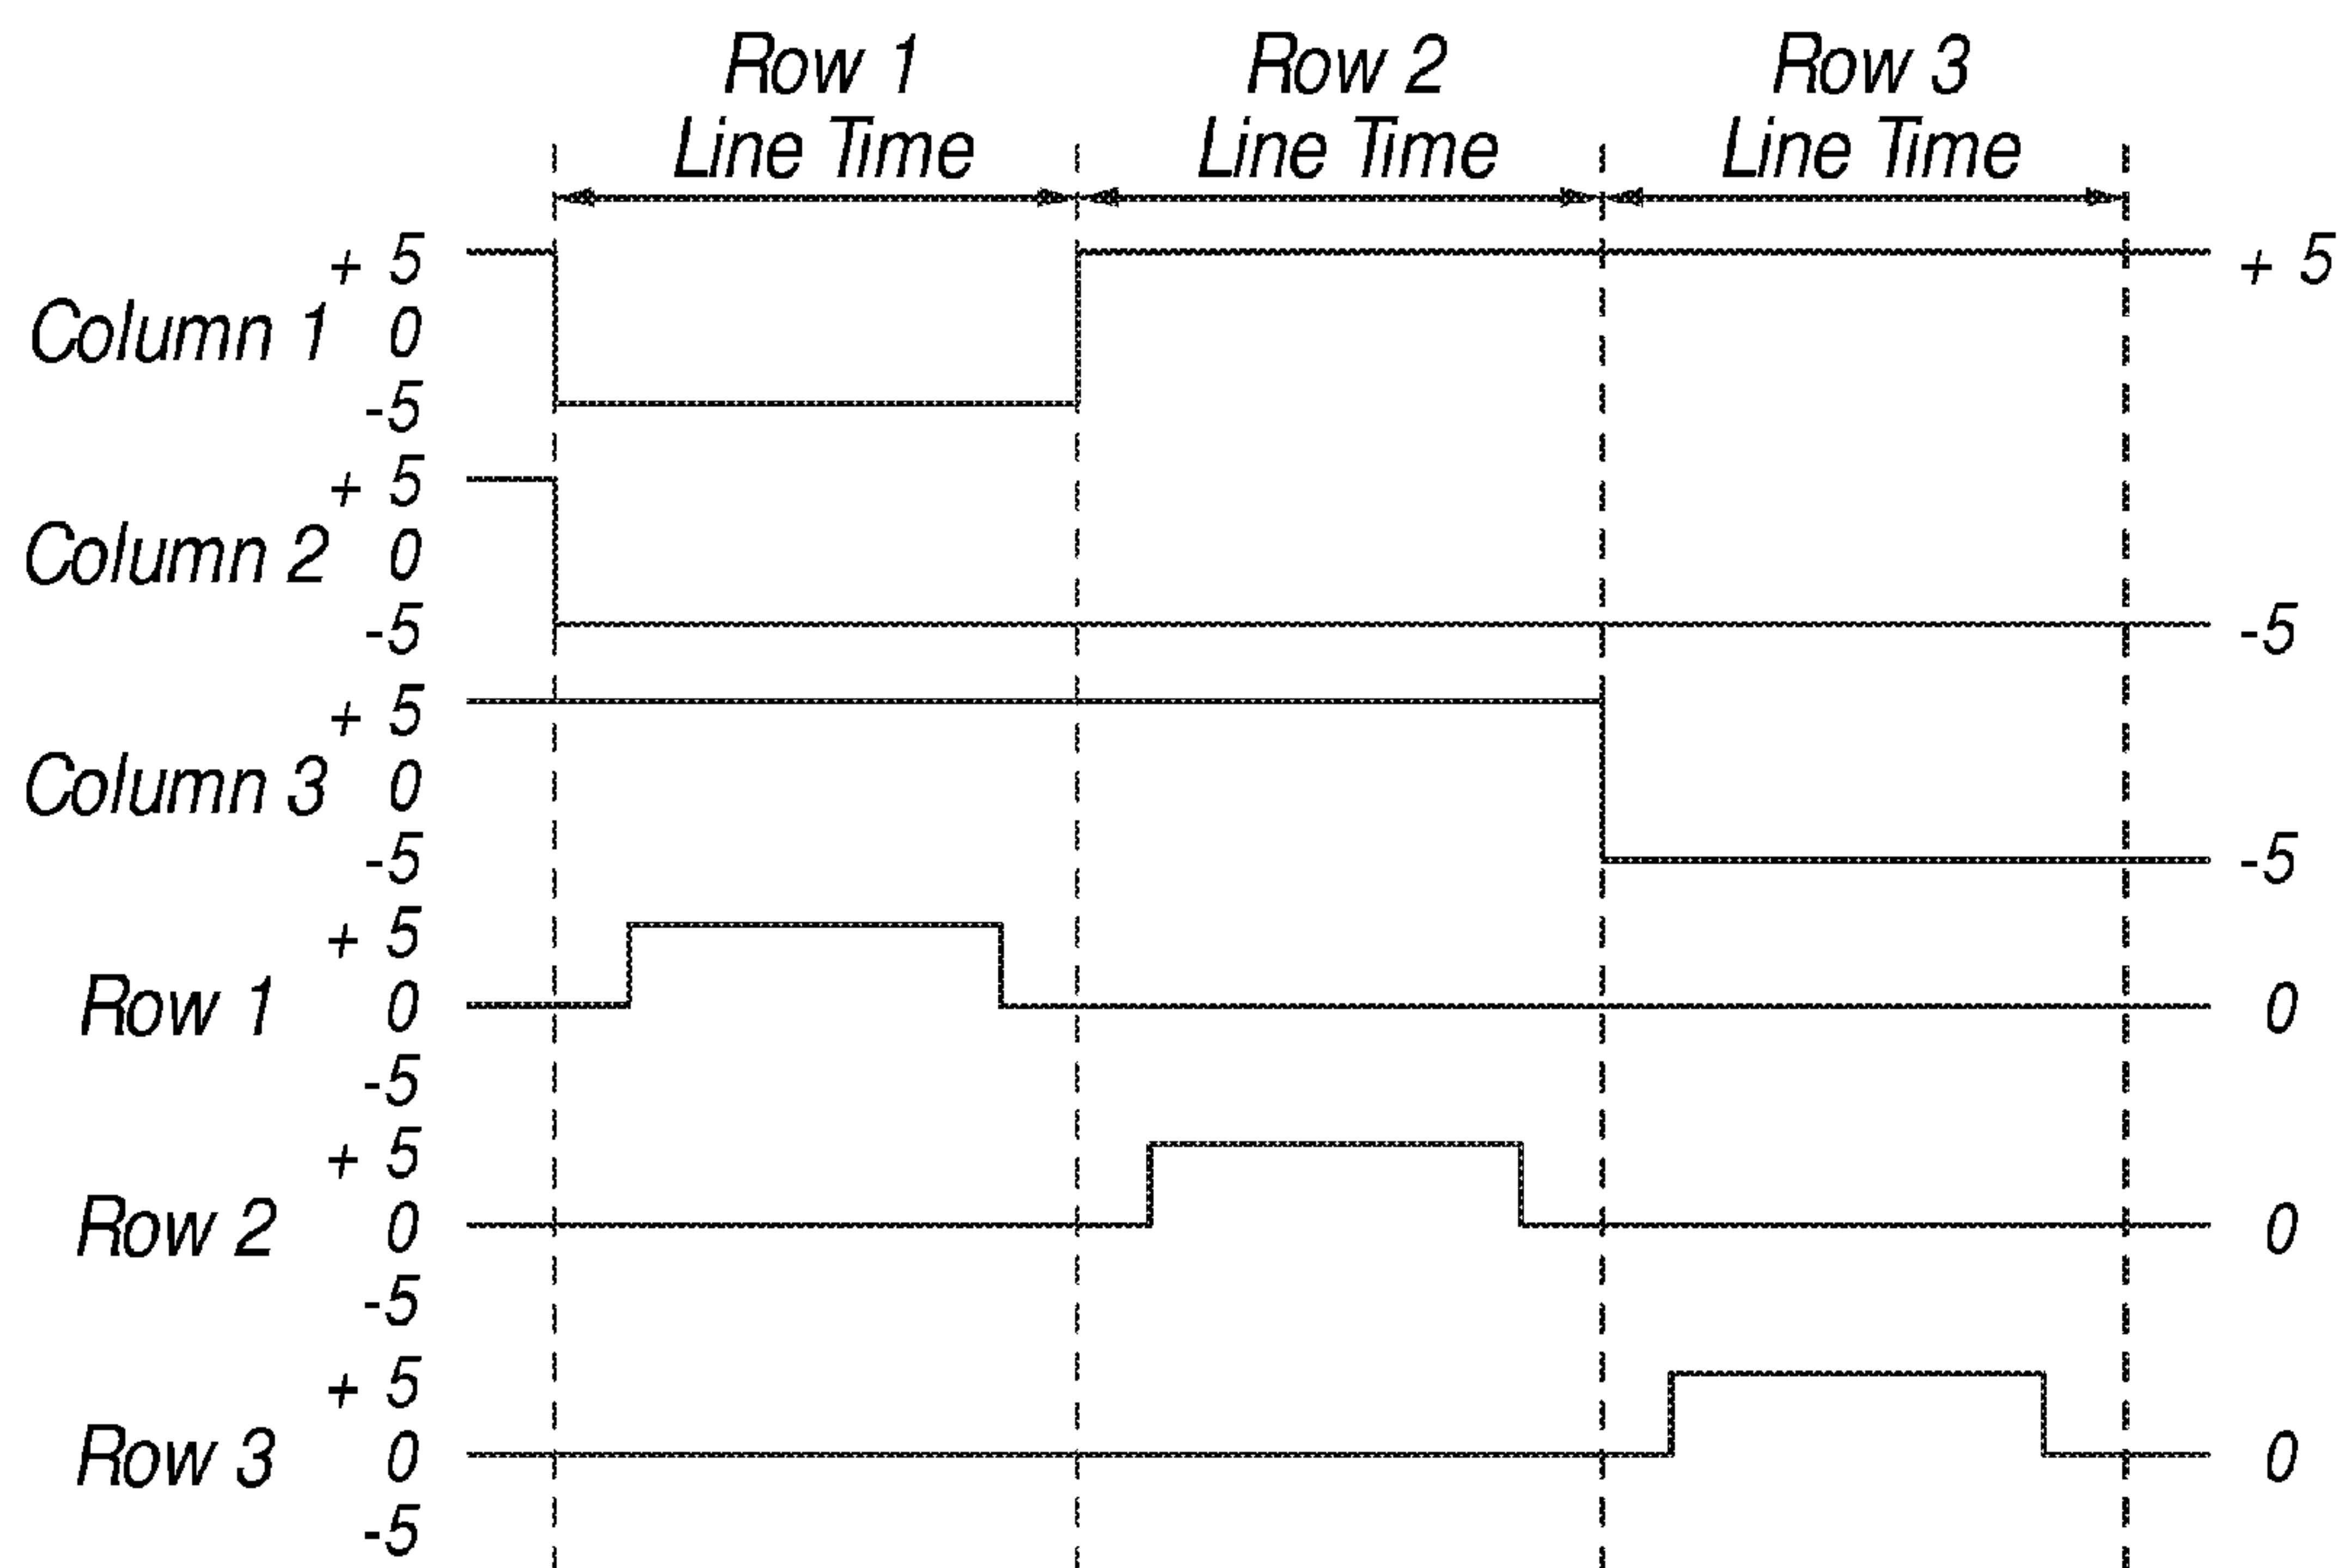 Row 1 Row 2 Row 3
Line Time Line Time Line Time
+ 5 + 5
Column 1 0
-5
+ 5
Column 2 0
-5 -5
+ 5
Column 3 0
-5 -5
+ 5
Row 1 0 0
-5
+ 5
Row 2 0 0
-5
+ 5
Row 3 0 0
-5